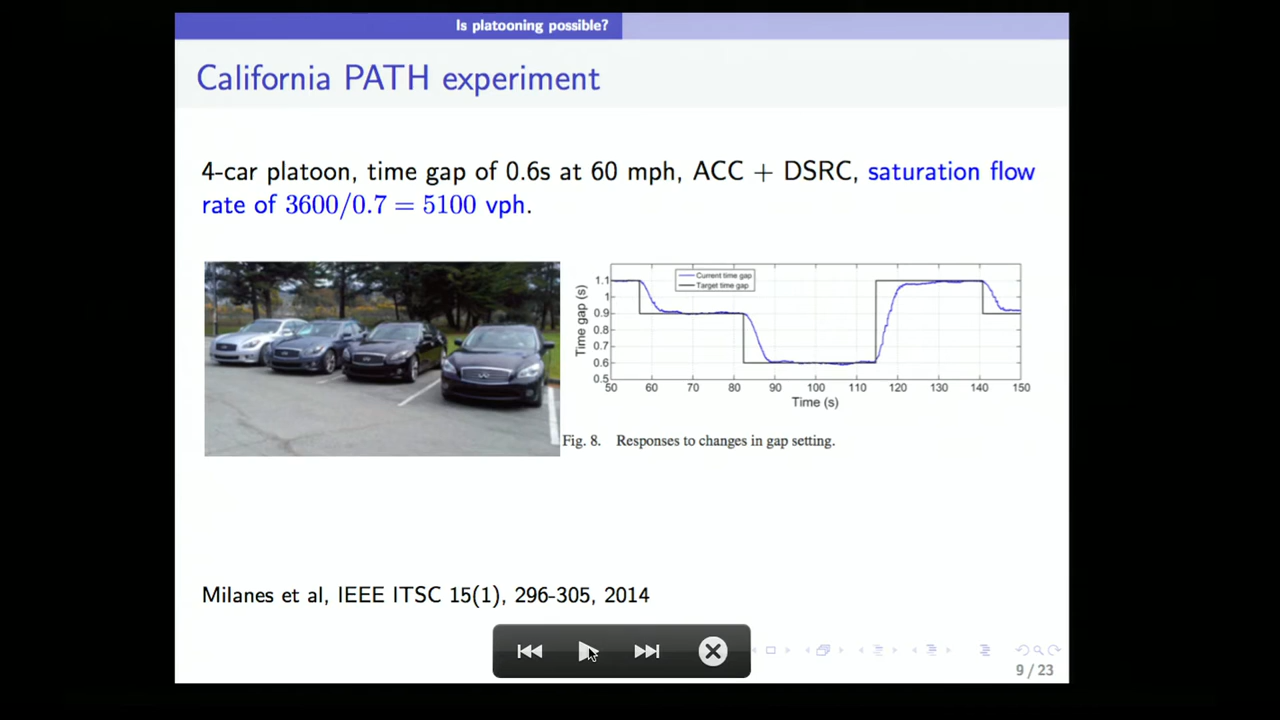 Is platooning possible?
California PATH experiment
4-car platoon, time gap of 0.6s at 60 mph, ACC + DSRC, saturation flow
rate of 3600/0.7 = 5100 vph.
Current time gap
Target time gap
Time gap (s)
1.1
1
0.9
0.8
0.7
0.6
0.5
50 60 70 80 90 100 110 120 130 140 150
Time (s)
Fig. 8. Responses to changes in gap setting.
Milanes et al, IEEE ITSC 15(1), 296-305, 2014
9 / 23